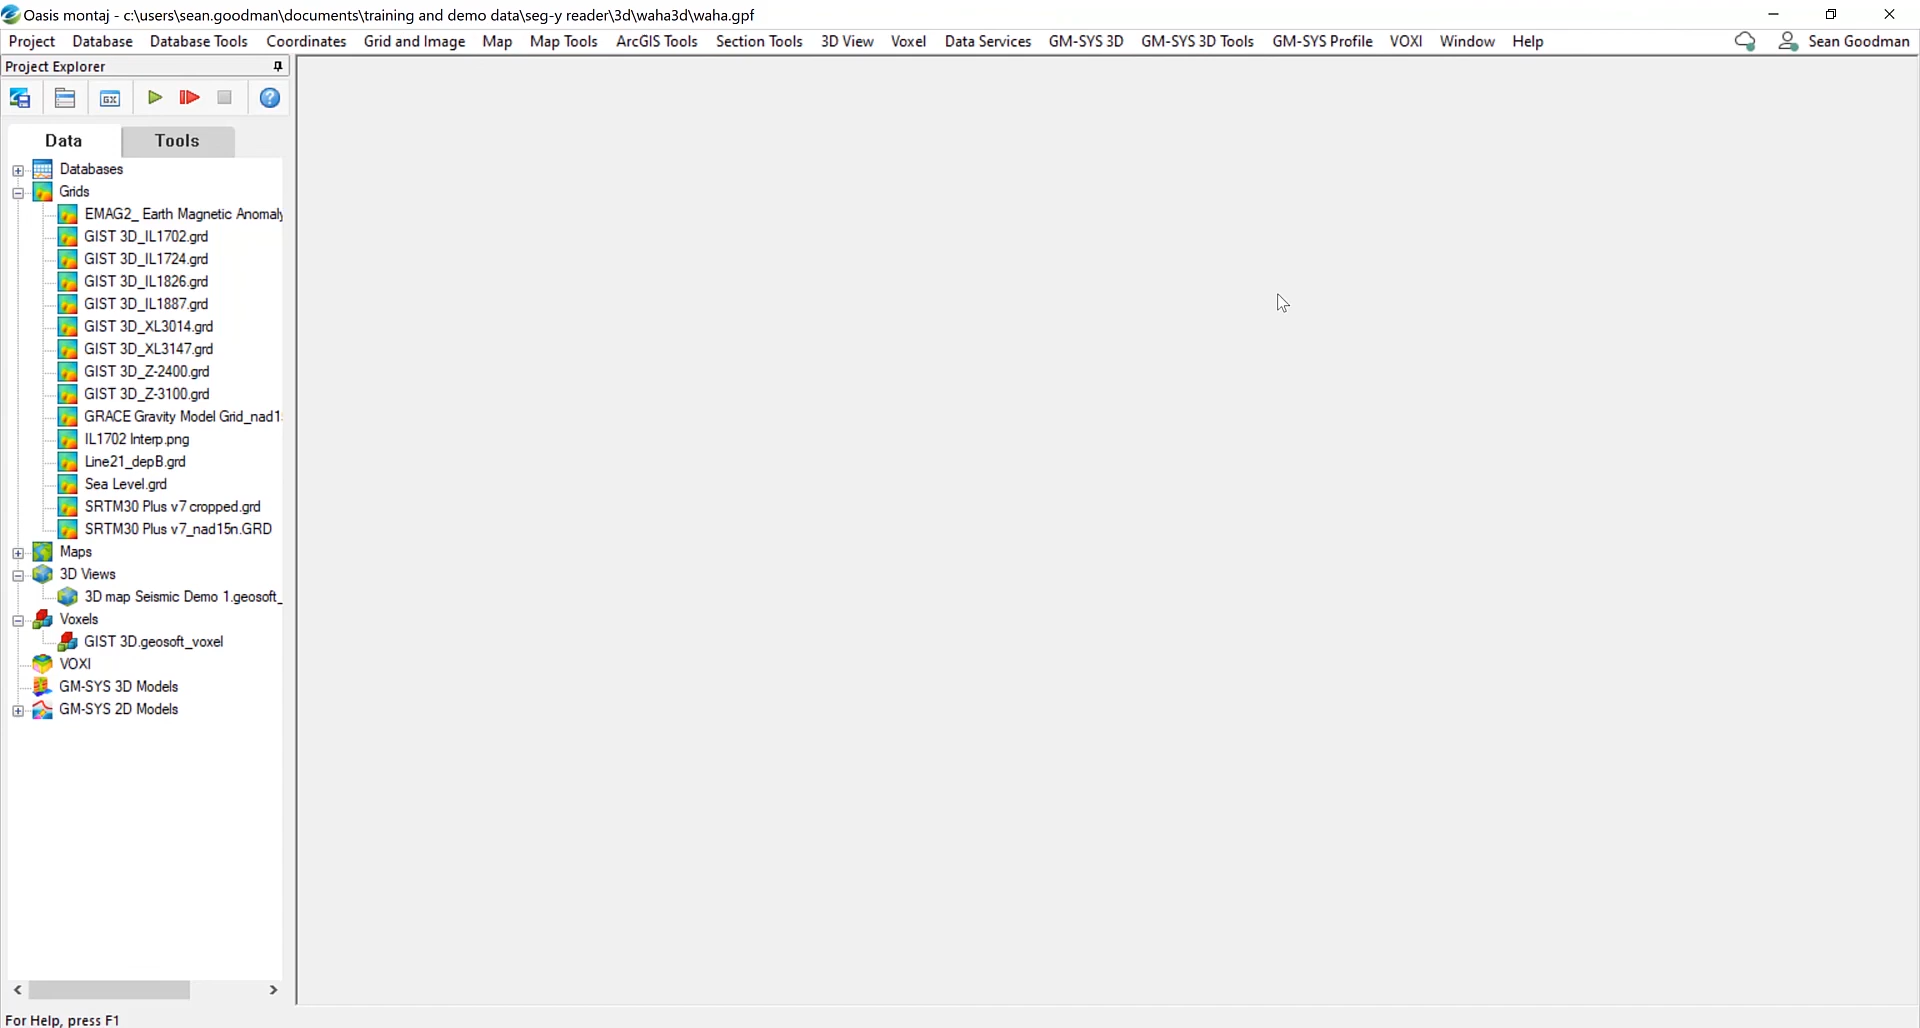 Oasis montaj - c:\users\sean.goodman\documents\training and demo data\seg-y reader\3d\waha3d\waha.gpf
Project Database Database Tools Coordinates Grid and Image Map Map Tools ArcGIS Tools Section Tools 3D View Voxel Data Services GM-SYS 3D GM-SYS 3D Tools GM-SYS Profile VOXI Window Help Sean Goodman
Project Explorer
GX
Data Tools
Databases
Grids
EMAG2_ Earth Magnetic Anomaly
GIST 3D_IL1702.grd
GIST 3D_IL1724.grd
GIST 3D_IL1826.grd
GIST 3D_IL1887.grd
GIST 3D_XL3014.grd
GIST 3D_XL3147.grd
GIST 3D_Z-2400.grd
GIST 3D_Z-3100.grd
GRACE Gravity Model Grid_nad1
IL1702 Interp.png
Line21_depB.grd
Sea Level.grd
SRTM30 Plus v7 cropped.grd
SRTM30 Plus v7_nad15n.GRD
Maps
3D Views
3D map Seismic Demo 1.geosoft_
Voxels
GIST 3D.geosoft_voxel
VOXI
GM-SYS 3D Models
GM-SYS 2D Models
For Help, press F1